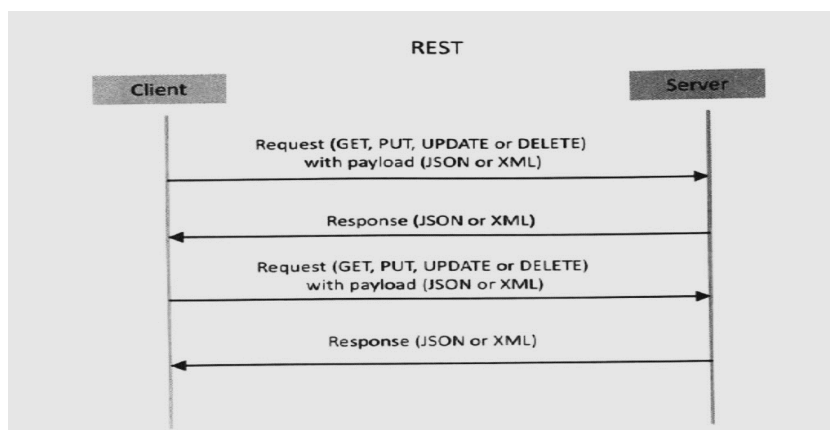 REST
Client
Server
Request (GET, PUT, UPDATE or DELETE)
with payload (JSON or XML)
Response (JSON or XML)
Request (GET, PUT, UPDATE or DELETE)
with payload (JSON or XML)
Response (JSON or XML)